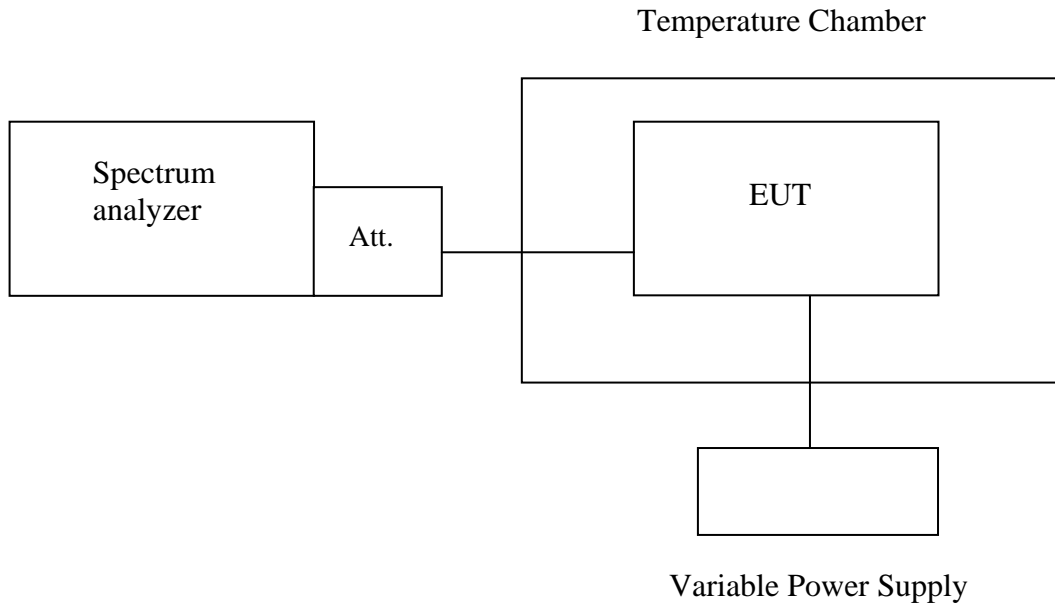 Temperature Chamber
Spectrum
analyzer
Att.
EUT
Variable Power Supply